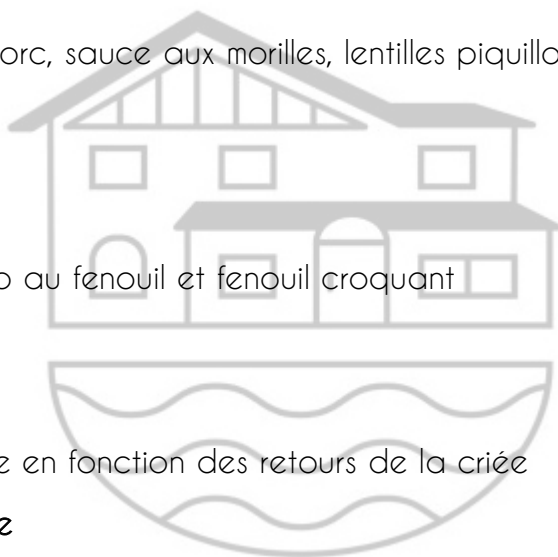 orc, sauce aux morilles, lentilles piquillo
au fenouil et fenouil croquant
en fonction des retours de la criée